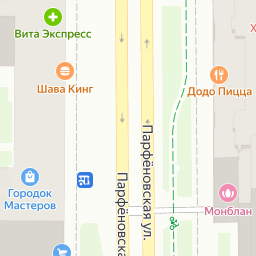 Вита Экспресс
Шава Кинг
Додо Пицца
Парфёновская ул.
Парфёновска
Городок
Мастеров
Монблан